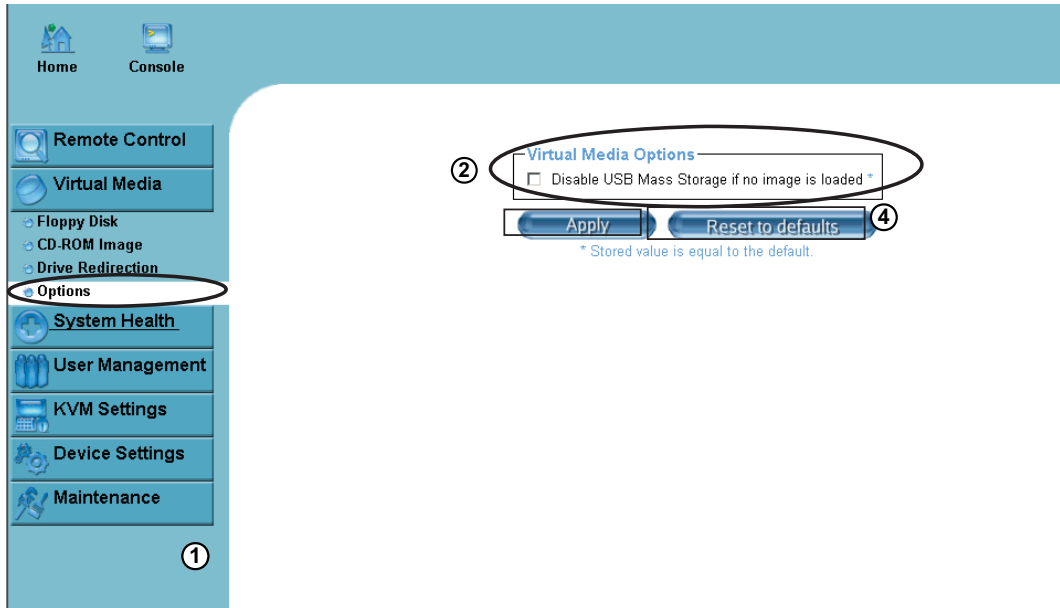 Home
Console
Remote Control
Virtual Media
Floppy Disk
CD-ROM Image
Drive Redirection
Options
System Health
User Management
KVM Settings
Device Settings
Maintenance
1
2
Virtual Media Options
Disable USB Mass Storage if no image is loaded *
Apply
Reset to defaults
4
* Stored value is equal to the default.